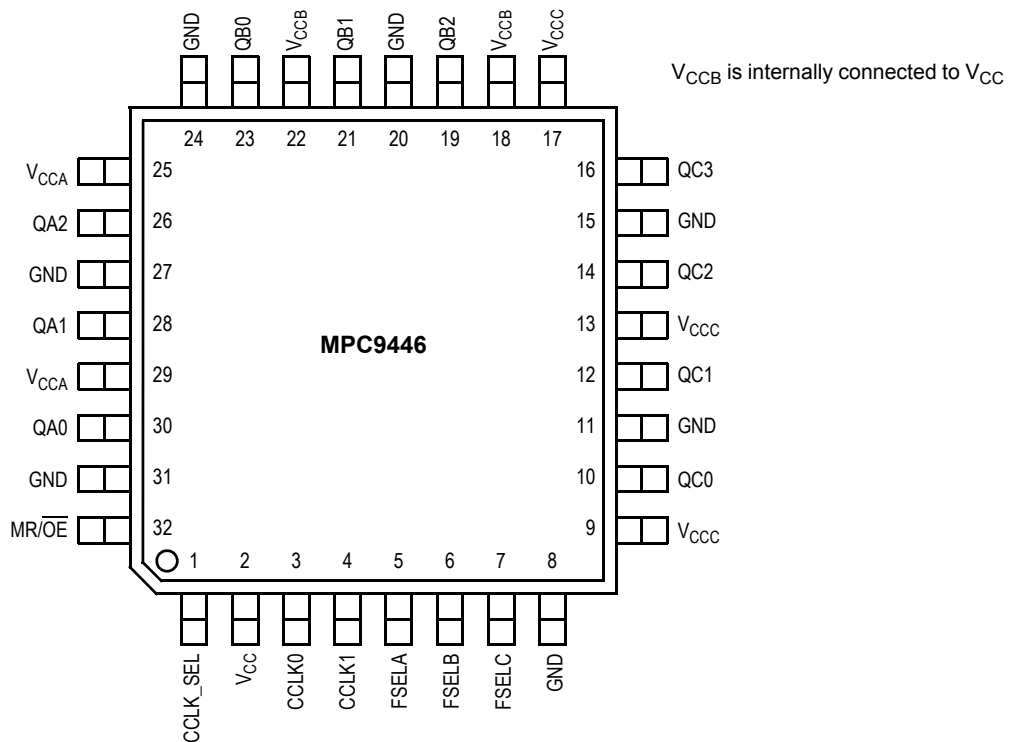 GND QB0 VCCB QB1 GND QB2 VCCB VCCC
VCCB is internally connected to VCC
24 23 22 21 20 19 18 17
VCCA 25 16 QC3
QA2 26 15 GND
GND 27 14 QC2
QA1 28 13 VCCC
MPC9446
VCCA 29 12 QC1
QA0 30 11 GND
GND 31 10 QC0
MR/OE 32 9 VCCC
1 2 3 4 5 6 7 8
CCLK_SEL VCC CCLK0 CCLK1 FSELA FSELB FSELC GND